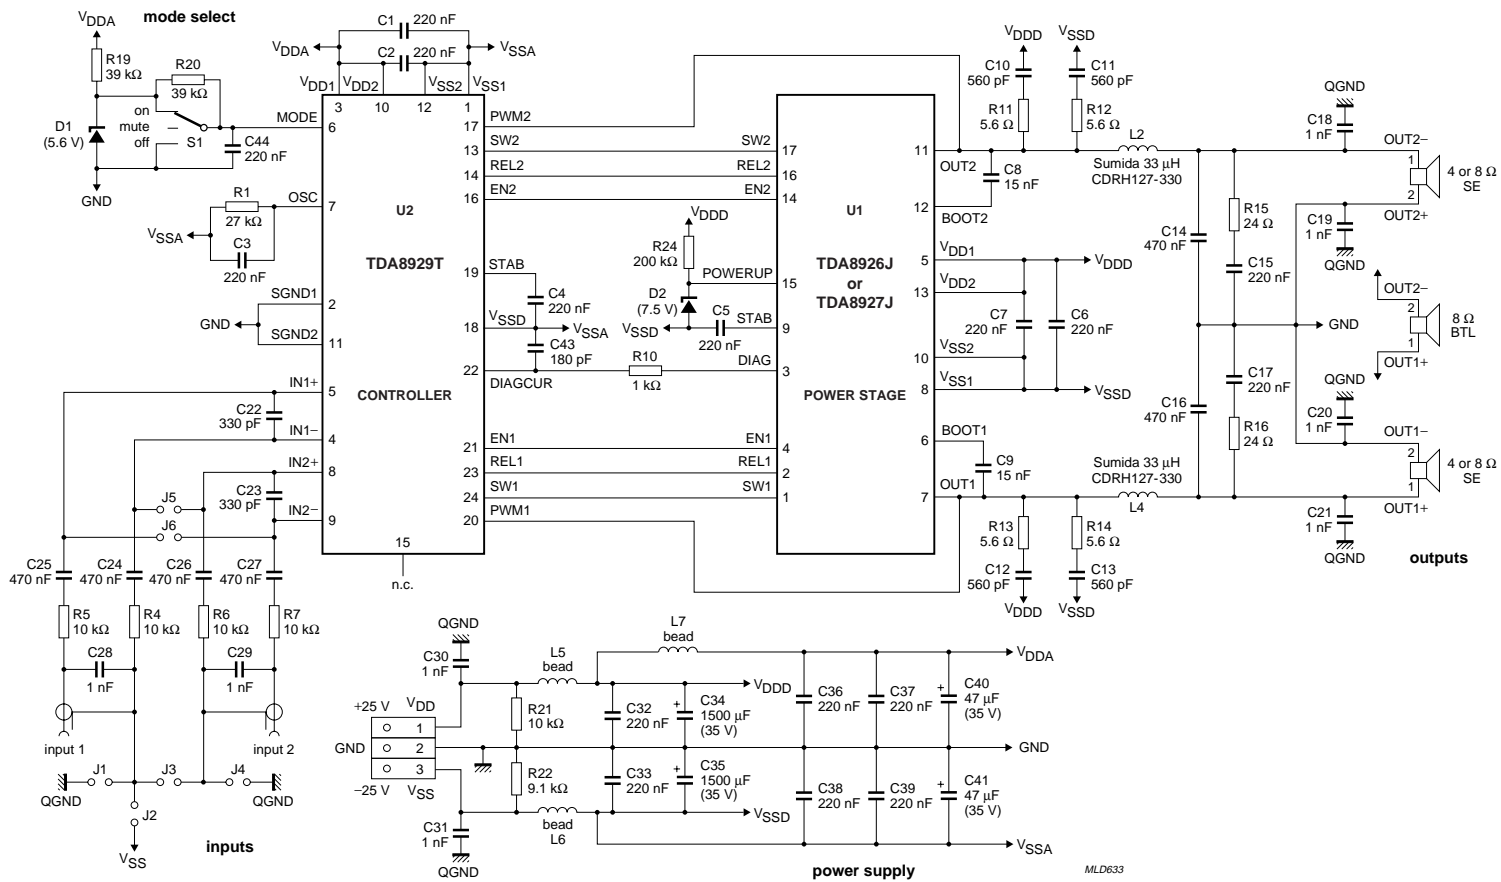 mode select
VDDA
R19
39 kΩ
R20
39 kΩ
on
mute
off
S1
D1
(5.6 V)
C44
220 nF
GND
MODE
6
C1
220 nF
C2
220 nF
VDDA
VSSA
VDD1
VDD2
VSS2
VSS1
3
10
12
1
R1
27 kΩ
OSC
7
VSSA
C3
220 nF
SGND1
2
GND
SGND2
11
U2
TDA8929T
CONTROLLER
15
n.c.
17
PWM2
13
SW2
14
REL2
16
EN2
19
STAB
C4
220 nF
18
VSSD
VSSA
C43
180 pF
22
DIAGCUR
R10
1 kΩ
21
EN1
23
REL1
24
SW1
20
PWM1
SW2
17
REL2
16
EN2
14
VDDD
R24
200 kΩ
POWERUP
15
D2
(7.5 V)
C5
220 nF
VSSD
STAB
9
DIAG
3
EN1
4
REL1
2
SW1
1
U1
TDA8926J
or
TDA8927J
POWER STAGE
11
OUT2
C8
15 nF
12
BOOT2
5
VDD1
VDDD
13
VDD2
C7
220 nF
C6
220 nF
10
VSS2
8
VSS1
VSSD
6
BOOT1
C9
15 nF
7
OUT1
VDDD
C10
560 pF
R11
5.6 Ω
VSSD
C11
560 pF
R12
5.6 Ω
L2
Sumida 33 μH
CDRH127-330
R13
5.6 Ω
C12
560 pF
VDDD
R14
5.6 Ω
C13
560 pF
VSSD
Sumida 33 μH
CDRH127-330
L4
C14
470 nF
R15
24 Ω
C15
220 nF
C16
470 nF
C17
220 nF
R16
24 Ω
GND
QGND
C18
1 nF
C19
1 nF
QGND
QGND
C20
1 nF
C21
1 nF
QGND
OUT2−
1
2
OUT2+
4 or 8 Ω
SE
OUT2−
2
1
OUT1+
8 Ω
BTL
OUT1−
2
1
OUT1+
4 or 8 Ω
SE
outputs
IN1+
5
C22
330 pF
IN1−
4
IN2+
8
C23
330 pF
IN2−
9
J5
J6
C25
470 nF
C24
470 nF
C26
470 nF
C27
470 nF
R5
10 kΩ
R4
10 kΩ
R6
10 kΩ
R7
10 kΩ
C28
1 nF
C29
1 nF
input 1
input 2
J1
J3
J4
QGND
QGND
J2
VSS
inputs
QGND
C30
1 nF
L5
bead
L7
bead
VDDA
VDDD
+25 V
VDD
1
GND
2
3
−25 V
VSS
R21
10 kΩ
R22
9.1 kΩ
C32
220 nF
C33
220 nF
+
C34
1500 μF
(35 V)
+
C35
1500 μF
(35 V)
C36
220 nF
C37
220 nF
+
C40
47 μF
(35 V)
GND
C38
220 nF
C39
220 nF
+
C41
47 μF
(35 V)
VSSD
bead
L6
C31
1 nF
QGND
VSSA
power supply
MLD633